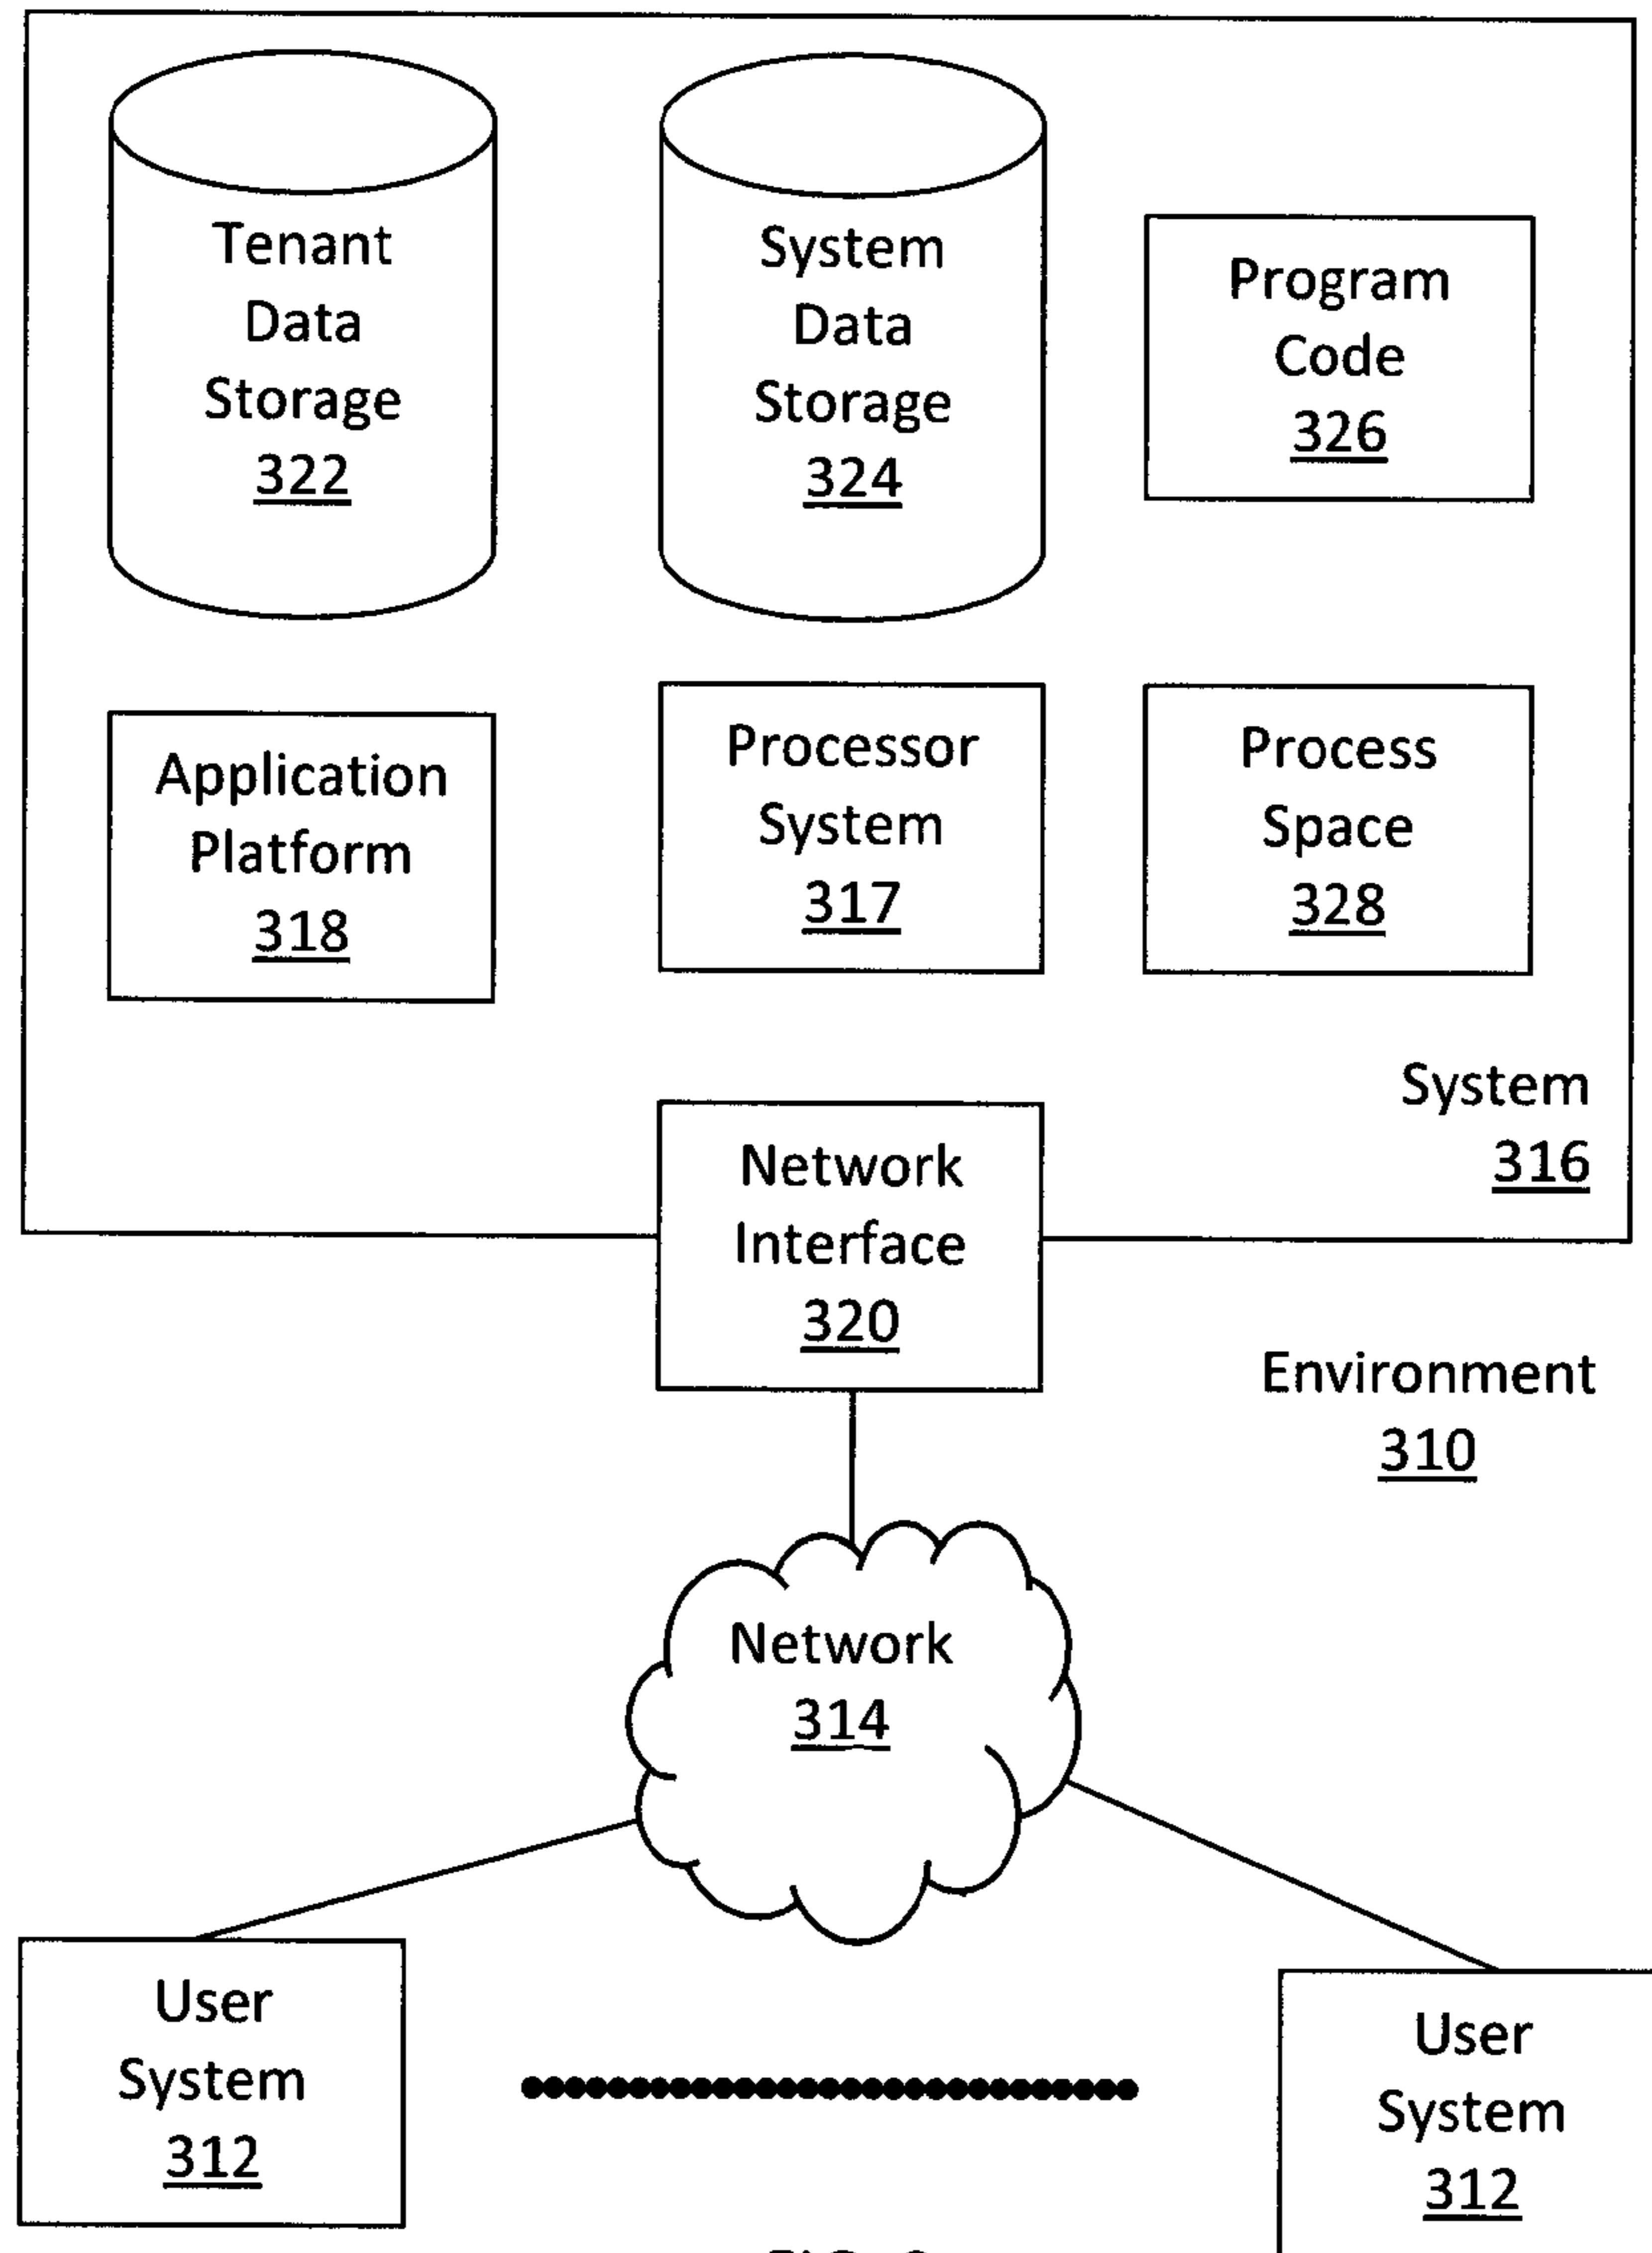 Tenant
Data
Storage
322
System
Data
Storage
324
Program
Code
326
Application
Platform
318
Processor
System
317
Process
Space
328
System
316
Network
Interface
320
Environment
310
Network
314
User
System
312
User
System
312